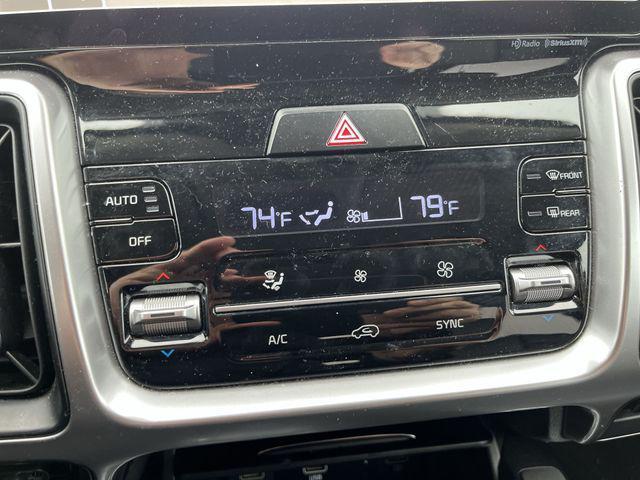 HD Radio SiriusXM
AUTO
OFF
74°F 79°F
FRONT
REAR
A/C
SYNC